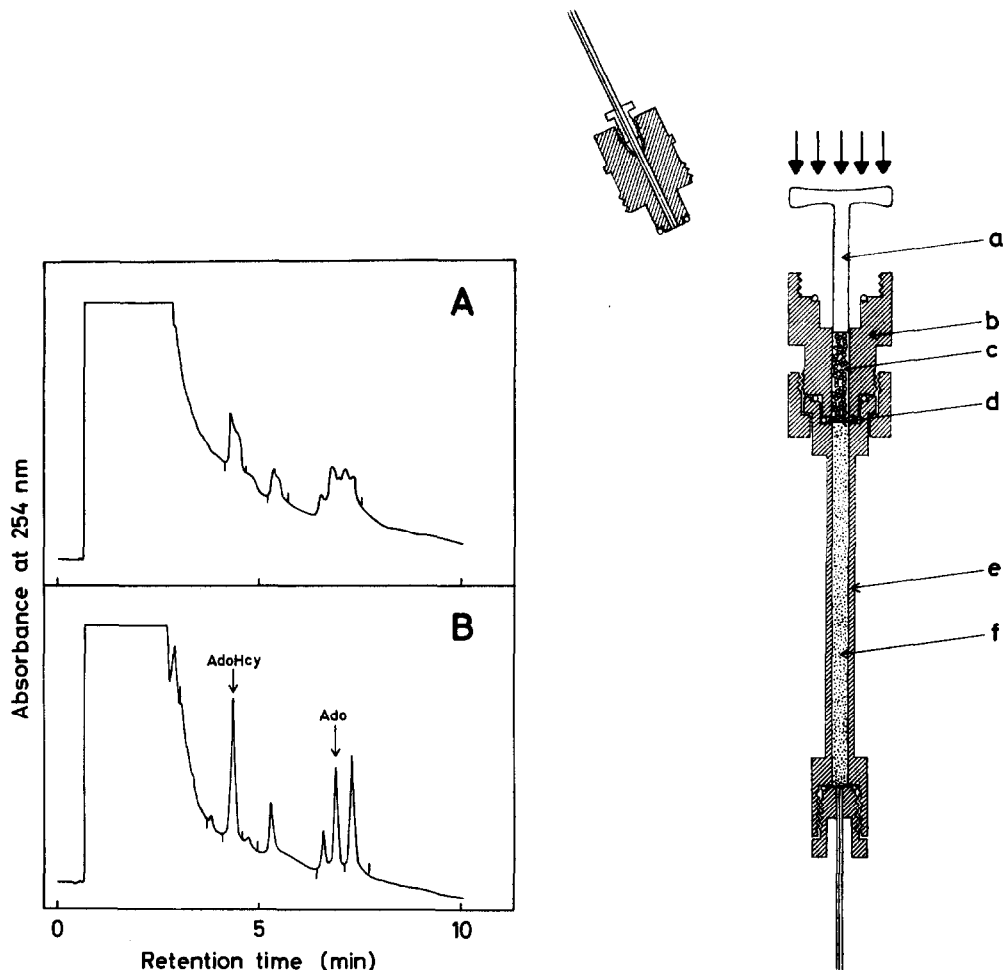 A
B
AdoHcy
Ado
Absorbance at 254 nm
0 5 10
Retention time (min)
a
b
c
d
e
f